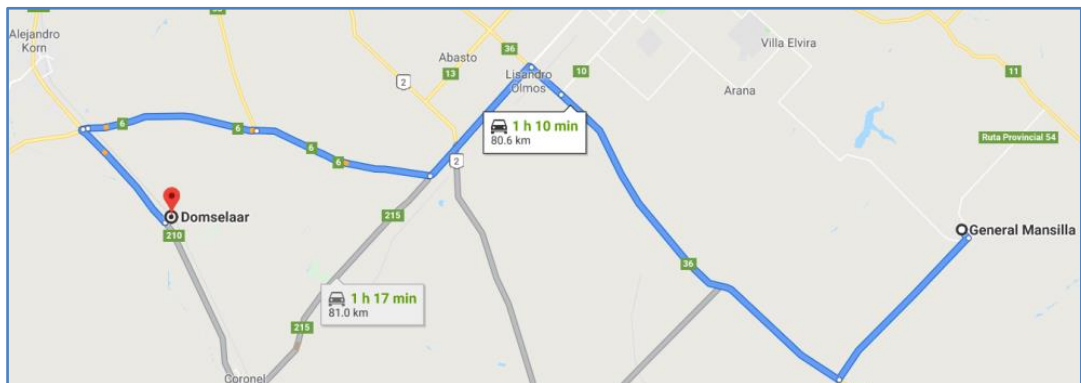 Alejandro
Korn
Abasto
36
Villa Elvira
13
2
Lisandro
Olmos
10
Arana
11
1 h 10 min
80.6 km
6
6
6
6
2
Ruta Provincial 54
Domselaar
210
215
General Mansilla
36
1 h 17 min
81.0 km
215
Coronel